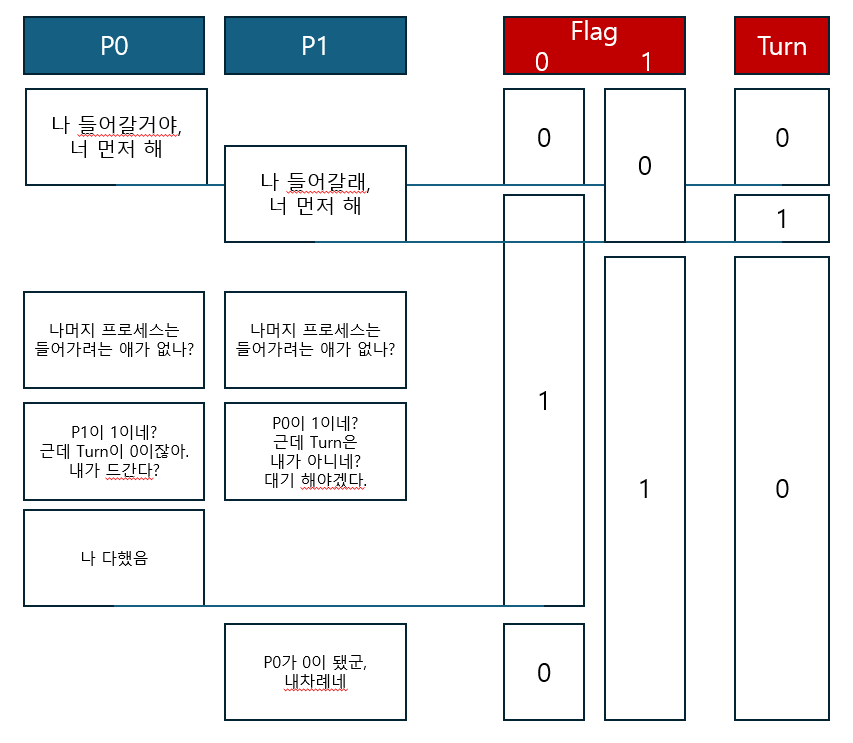 P0
P1
Flag
0 1
Turn
나 들어갈거야,
너 먼저 해
0
0
0
나 들어갈래,
너 먼저 해
1
나머지 프로세스는
들어가려는 애가 없나?
나머지 프로세스는
들어가려는 애가 없나?
1
P1이 1이네?
근데 Turn이 0이잖아.
내가 드간다?
P0이 1이네?
근데 Turn은
내가 아니네?
대기 해야겠다.
1
0
나 다했음
P0가 0이 됐군,
내차례네
0